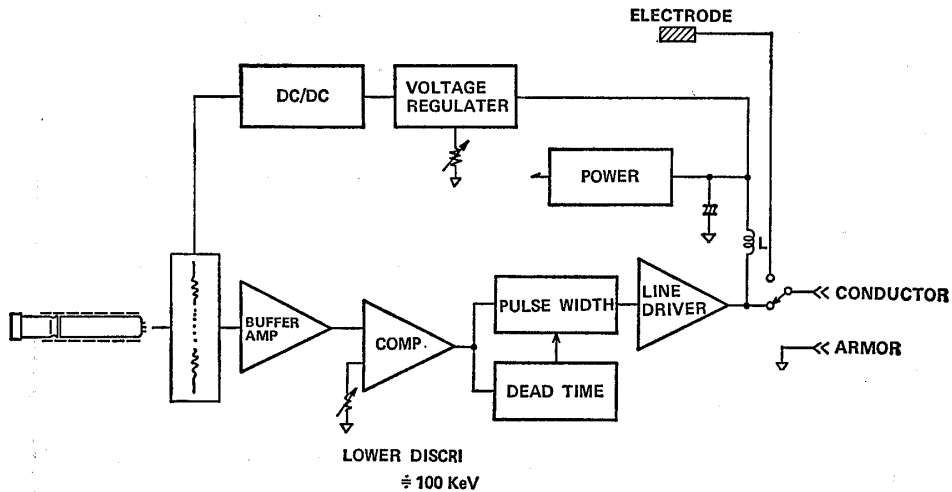 ELECTRODE
DC/DC
VOLTAGE
REGULATER
POWER
L
BUFFER
AMP
COMP.
PULSE WIDTH
LINE
DRIVER
DEAD TIME
CONDUCTOR
ARMOR
LOWER DISCRI
≑ 100 KeV